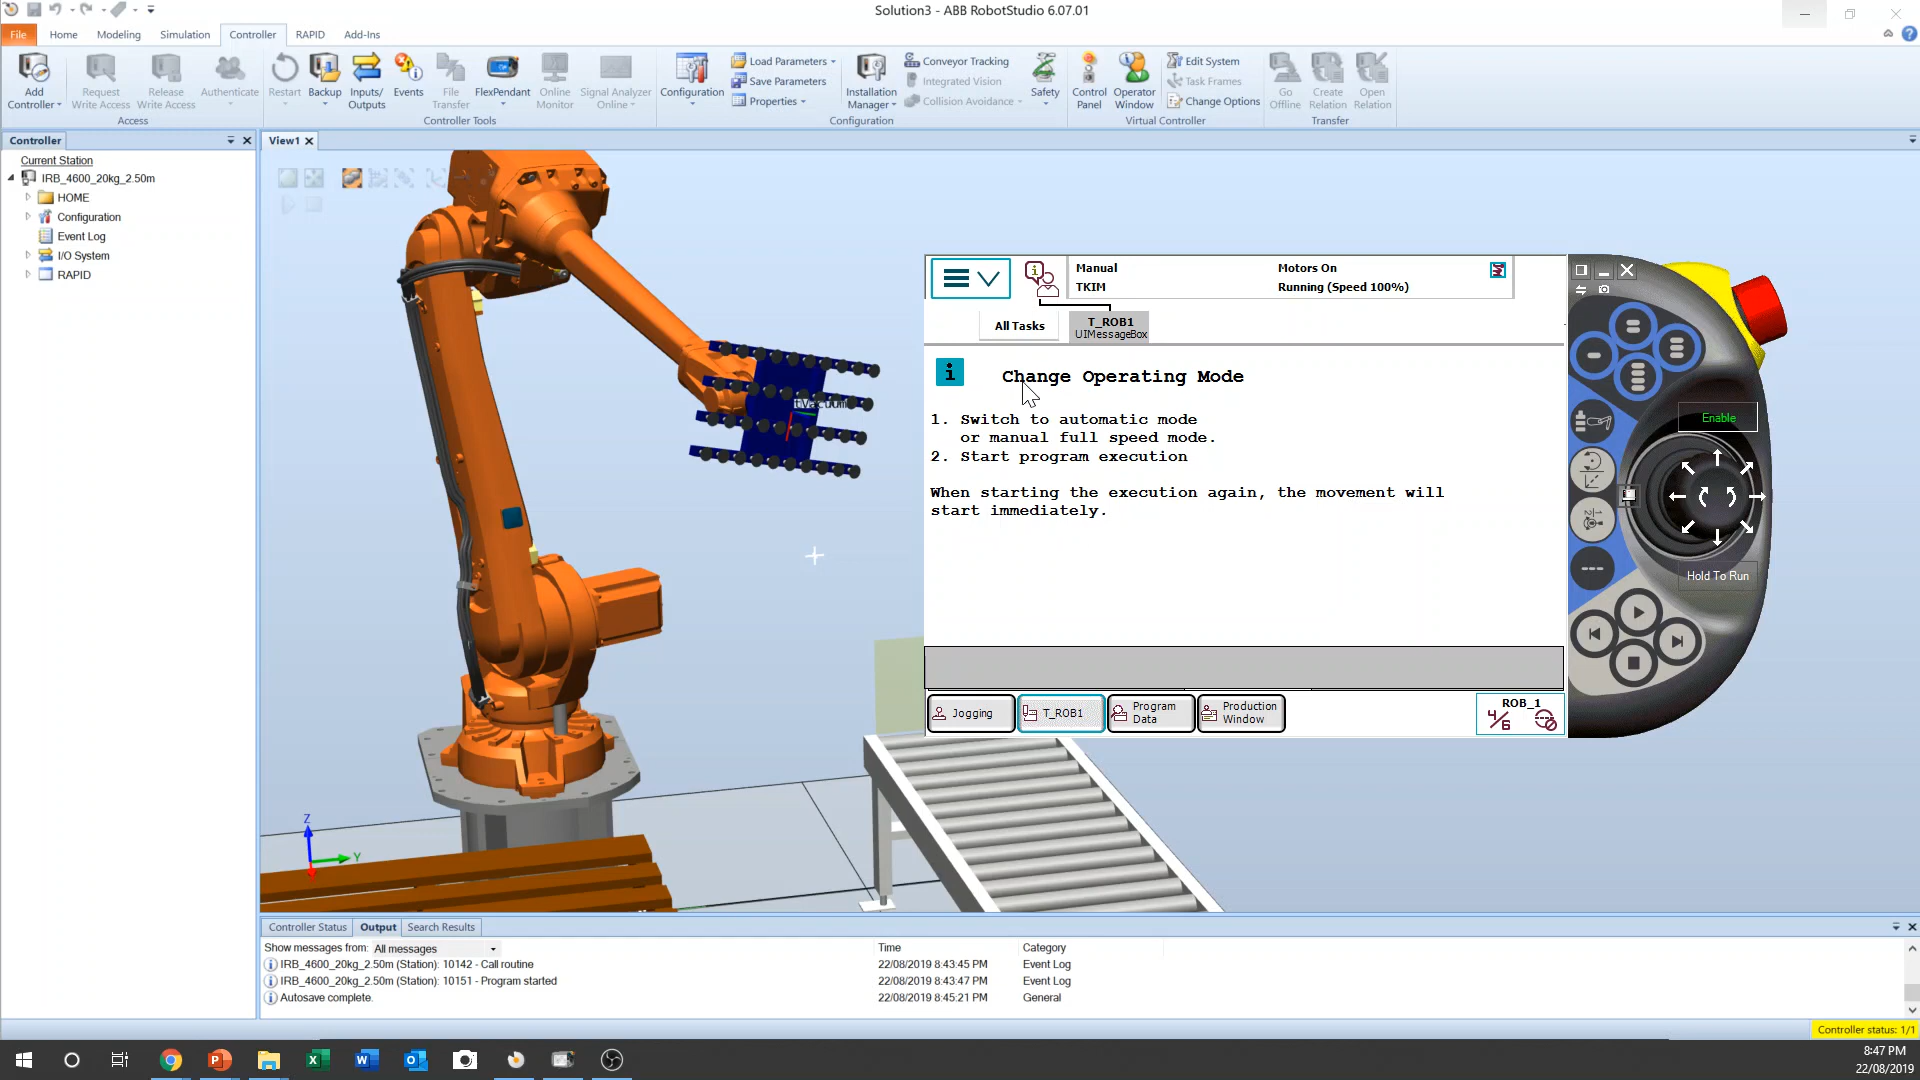 Solution3 - ABB RobotStudio 6.07.01
File Home Modeling Simulation Controller RAPID Add-Ins
Add Controller
Request Write Access
Release Write Access
Authenticate
Access
Restart
Backup
Inputs/ Outputs
Events
File Transfer
FlexPendant
Online Monitor
Signal Analyzer Online
Controller Tools
Configuration
Load Parameters
Save Parameters
Properties
Installation Manager
Conveyor Tracking
Integrated Vision
Collision Avoidance
Safety
Configuration
Control Panel
Operator Window
Edit System
Task Frames
Change Options
Virtual Controller
Go Offline
Create Relation
Open Relation
Transfer
Controller
View1
Current Station
IRB_4600_20kg_2.50m
HOME
Configuration
Event Log
I/O System
RAPID
Manual Motors On
TKIM Running (Speed 100%)
All Tasks
T_ROB1
UIMessageBox
Change Operating Mode
1. Switch to automatic mode
or manual full speed mode.
2. Start program execution
When starting the execution again, the movement will
start immediately.
Enable
Hold To Run
Jogging
T_ROB1
Program Data
Production Window
ROB_1
Z
Y
Controller Status Output Search Results
Show messages from: All messages Time Category
IRB_4600_20kg_2.50m (Station): 10142 - Call routine 22/08/2019 8:43:45 PM Event Log
IRB_4600_20kg_2.50m (Station): 10151 - Program started 22/08/2019 8:43:47 PM Event Log
Autosave complete. 22/08/2019 8:45:21 PM General
Controller status: 1/1
8:47 PM
22/08/2019